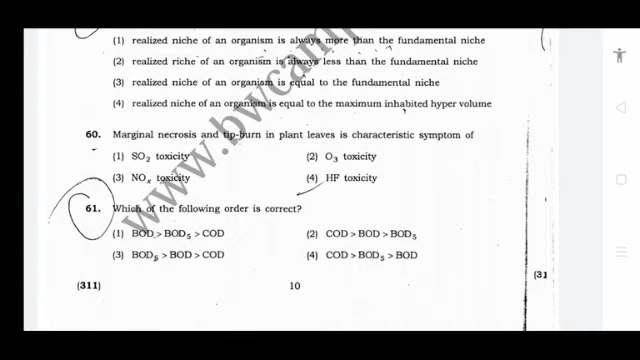 (1) realized niche of an organism is always more than the fundamental niche
(2) realized riche of an organism is always less than the fundamental niche
(3) realized niche of an organism is equal to the fundamental niche
(4) realized niche of an organism is equal to the maximum inhabited hyper volume
60. Marginal necrosis and tip-burn in plant leaves is characteristic symptom of
(1) SO2 toxicity (2) O3 toxicity
(3) NOx toxicity (4) HF toxicity
61. Which of the following order is correct?
(1) BOD > BOD5 > COD (2) COD > BOD > BOD5
(3) BOD5 > BOD > COD (4) COD > BOD5 > BOD
(311) 10 (31
www.bwcamp